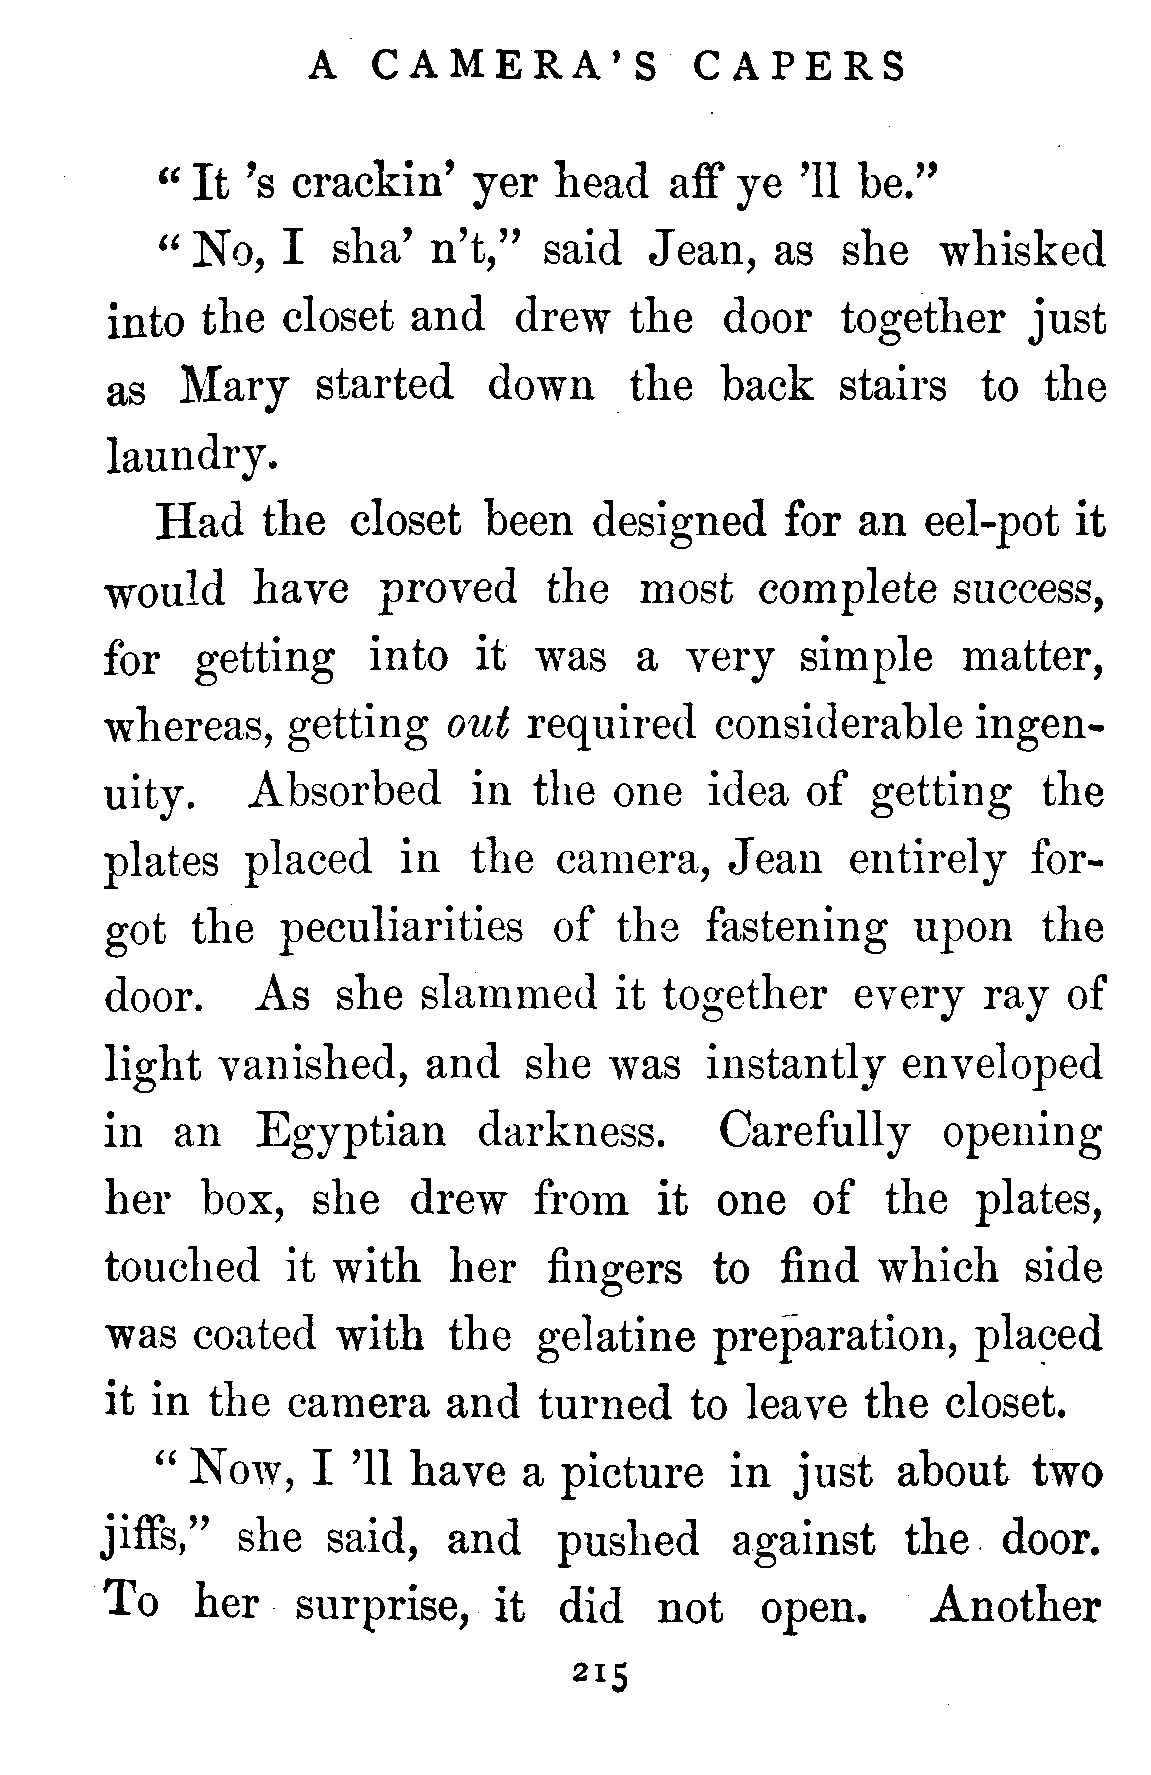 A CAMERA'S CAPERS
“It 's crackin' yer head aff ye 'll be.”
“No, I sha' n't,” said Jean, as she whisked
into the closet and drew the door together just
as Mary started down the back stairs to the
laundry.
Had the closet been designed for an eel-pot it
would have proved the most complete success,
for getting into it was a very simple matter,
whereas, getting out required considerable ingen-
uity. Absorbed in the one idea of getting the
plates placed in the camera, Jean entirely for-
got the peculiarities of the fastening upon the
door. As she slammed it together every ray of
light vanished, and she was instantly enveloped
in an Egyptian darkness. Carefully opening
her box, she drew from it one of the plates,
touched it with her fingers to find which side
was coated with the gelatine preparation, placed
it in the camera and turned to leave the closet.
“Now, I 'll have a picture in just about two
jiffs,” she said, and pushed against the door.
To her surprise, it did not open. Another
215